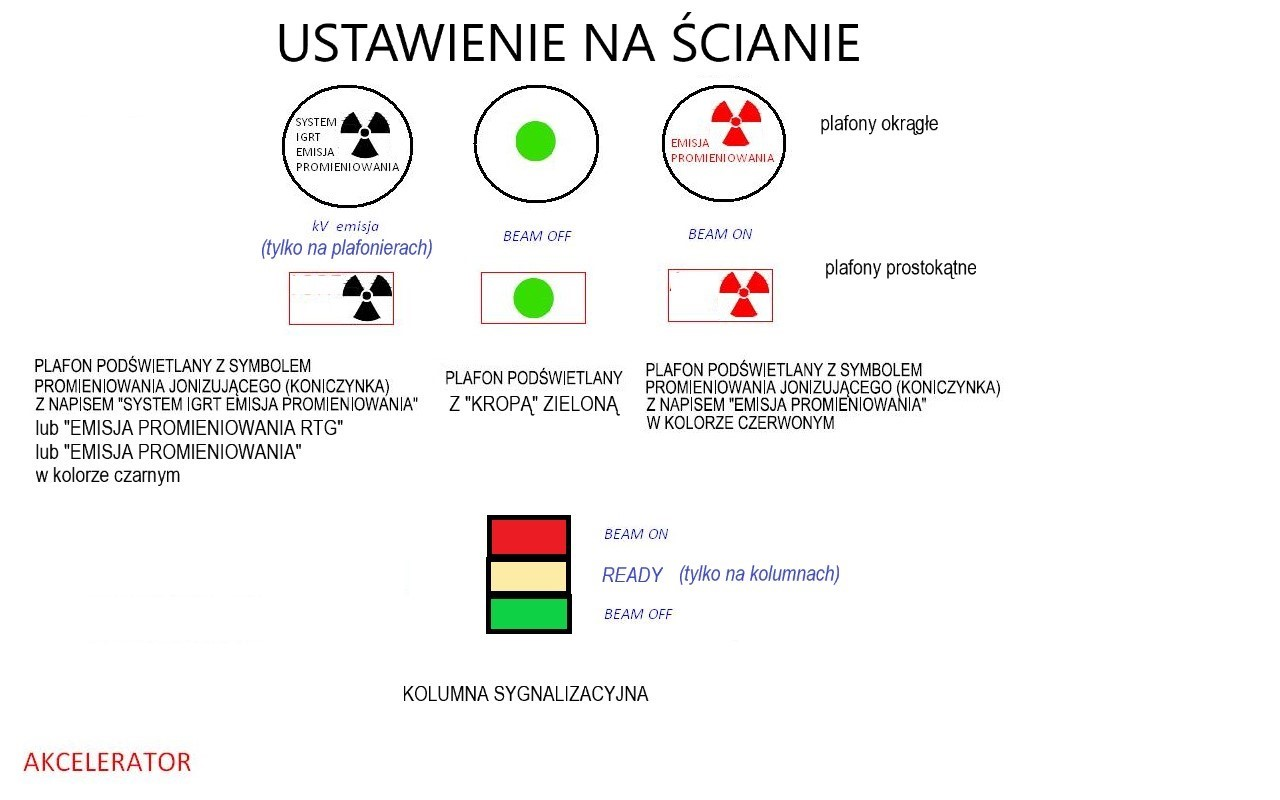 USTAWIENIE NA ŚCIANIE
SYSTEM
IGRT
EMISJA
PROMIENIOWANIA
EMISJA
PROMIENIOWANIA
plafony okrągłe
kV emisja
(tylko na plafonierach)
BEAM OFF
BEAM ON
plafony prostokątne
PLAFON PODŚWIETLANY Z SYMBOLEM
PROMIENIOWANIA JONIZUJĄCEGO (KONICZYNKA)
Z NAPISEM "SYSTEM IGRT EMISJA PROMIENIOWANIA"
lub "EMISJA PROMIENIOWANIA RTG"
lub "EMISJA PROMIENIOWANIA"
w kolorze czarnym
PLAFON PODŚWIETLANY
Z "KROPĄ" ZIELONĄ
PLAFON PODŚWIETLANY Z SYMBOLEM
PROMIENIOWANIA JONIZUJĄCEGO (KONICZYNKA)
Z NAPISEM "EMISJA PROMIENIOWANIA"
W KOLORZE CZERWONYM
BEAM ON
READY (tylko na kolumnach)
BEAM OFF
KOLUMNA SYGNALIZACYJNA
AKCELERATOR